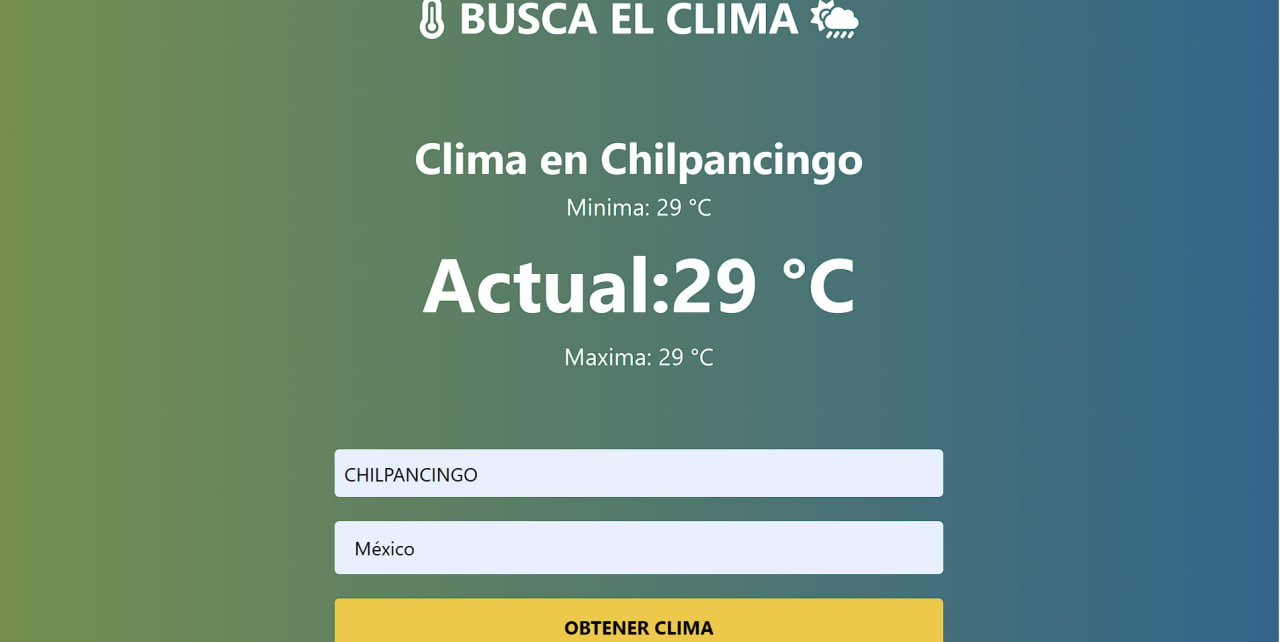 BUSCA EL CLIMA
Clima en Chilpancingo
Minima: 29 °C
Actual:29 °C
Maxima: 29 °C
CHILPANCINGO
México
OBTENER CLIMA